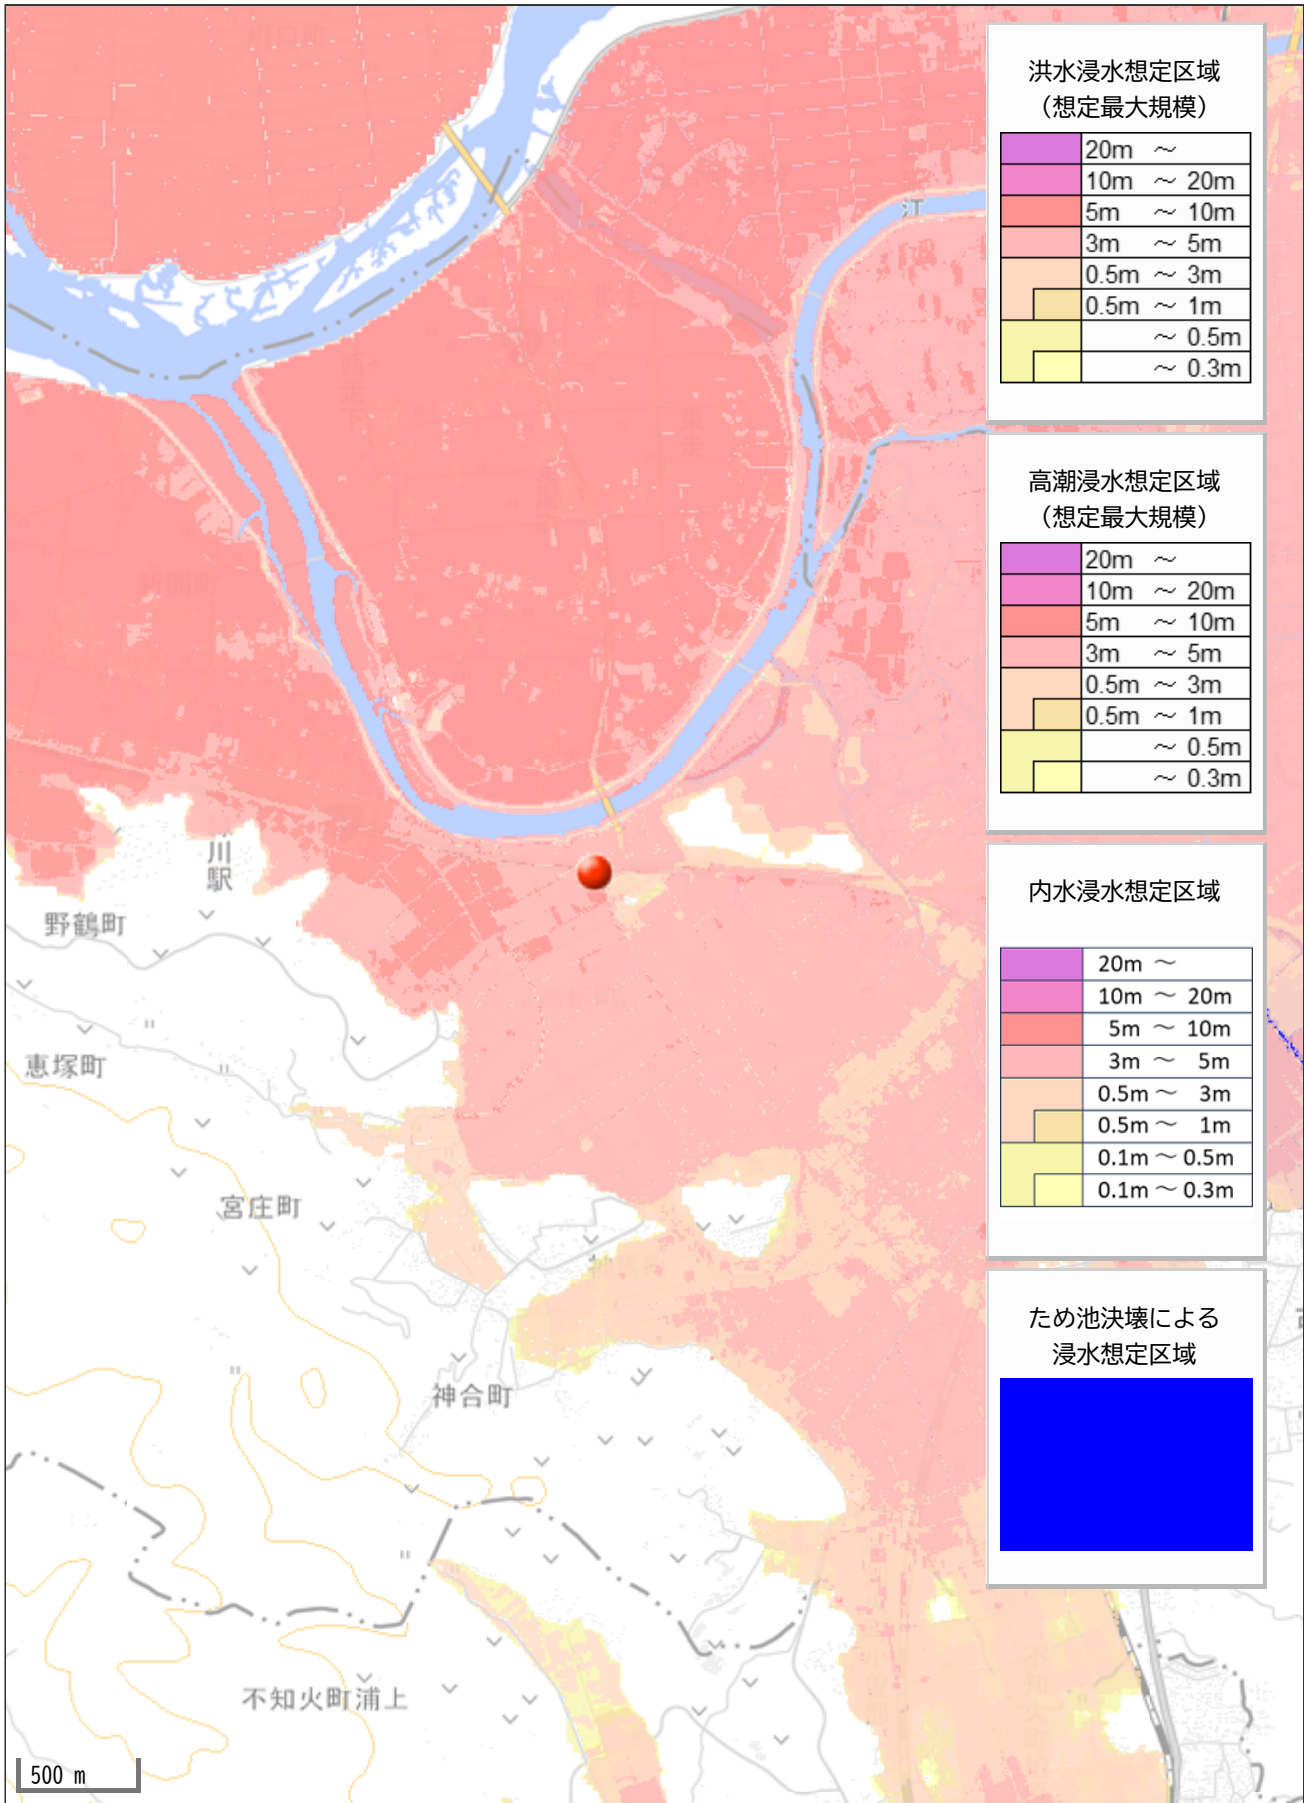 洪水浸水想定区域
（想定最大規模）
20m ～
10m ～ 20m
5m ～ 10m
3m ～ 5m
0.5m ～ 3m
0.5m ～ 1m
～ 0.5m
～ 0.3m
高潮浸水想定区域
（想定最大規模）
20m ～
10m ～ 20m
5m ～ 10m
3m ～ 5m
0.5m ～ 3m
0.5m ～ 1m
～ 0.5m
～ 0.3m
内水浸水想定区域
20m ～
10m ～ 20m
5m ～ 10m
3m ～ 5m
0.5m ～ 3m
0.5m ～ 1m
0.1m ～ 0.5m
0.1m ～ 0.3m
ため池決壊による
浸水想定区域
江
川駅
野鶴町
恵塚町
宮庄町
神合町
不知火町浦上
500 m